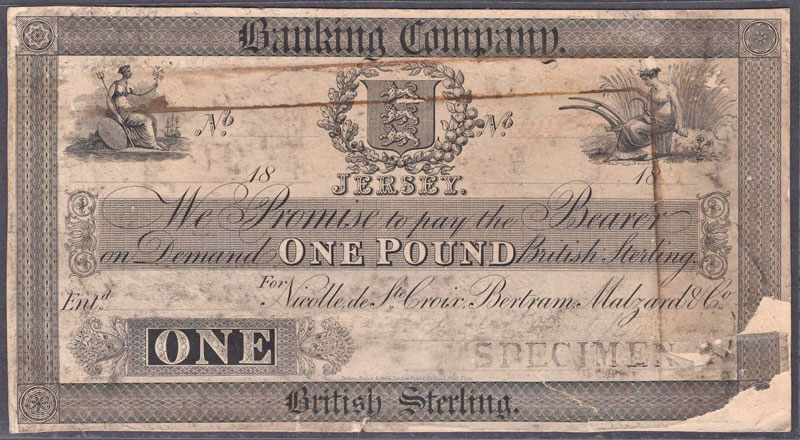 Banking Company.
No. No.
18 18
JERSEY.
We Promise to pay the Bearer
on Demand ONE POUND British Sterling.
For Nicolle, de Ste Croix, Bertram, Malzard & Co.
Entd.
ONE
SPECIMEN
British Sterling.